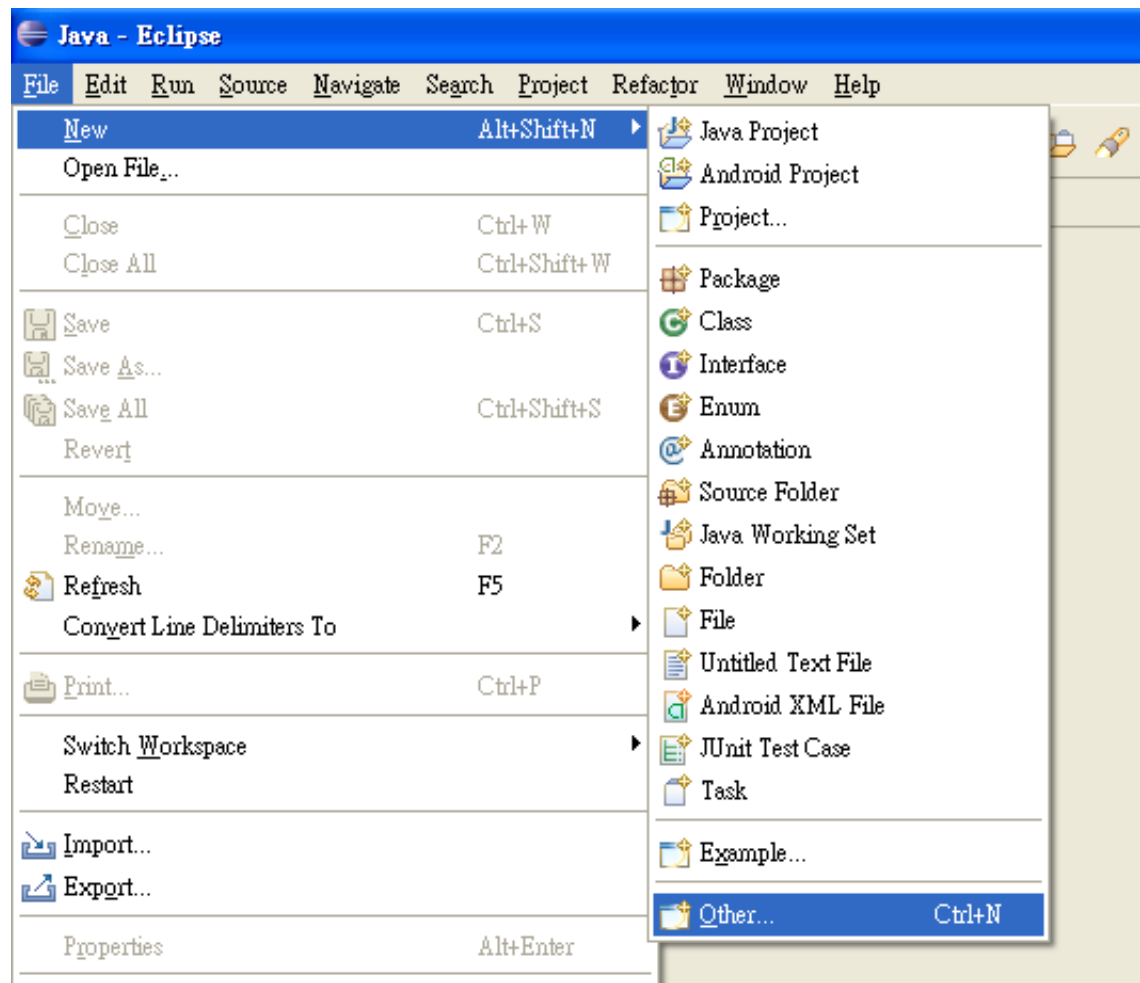 Java - Eclipse
File Edit Run Source Navigate Search Project Refactor Window Help
New Alt+Shift+N
Open File...
Close Ctrl+W
Close All Ctrl+Shift+W
Save Ctrl+S
Save As...
Save All Ctrl+Shift+S
Revert
Move...
Rename... F2
Refresh F5
Convert Line Delimiters To
Print... Ctrl+P
Switch Workspace
Restart
Import...
Export...
Properties Alt+Enter
Java Project
Android Project
Project...
Package
Class
Interface
Enum
Annotation
Source Folder
Java Working Set
Folder
File
Untitled Text File
Android XML File
JUnit Test Case
Task
Example...
Other... Ctrl+N